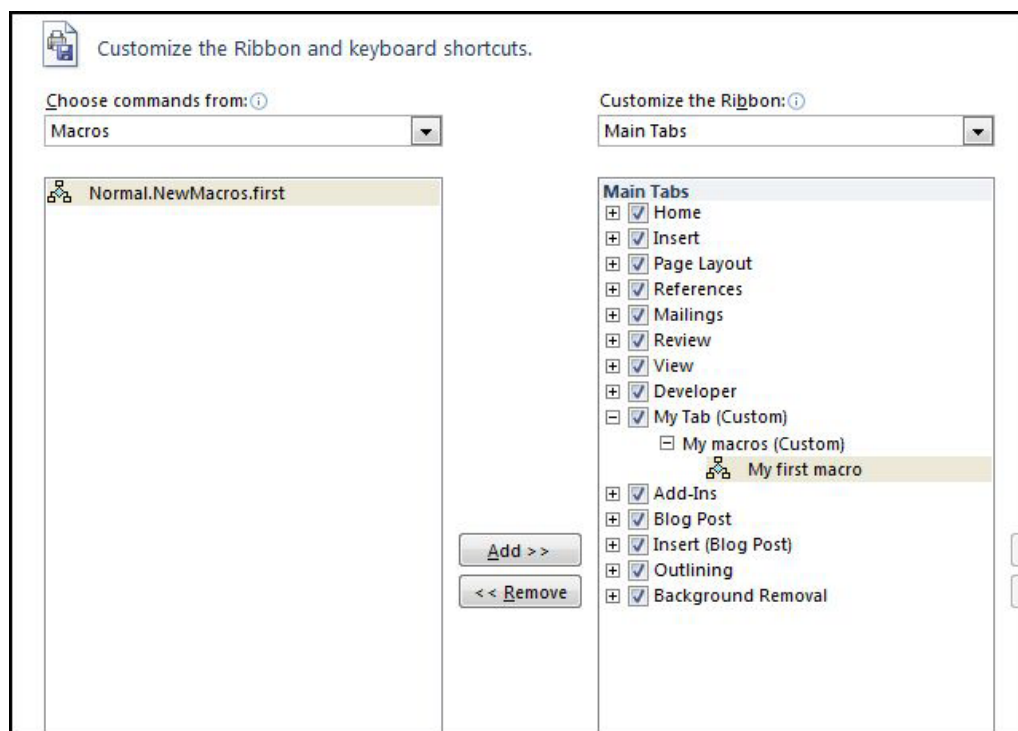 Customize the Ribbon and keyboard shortcuts.
Choose commands from:
Macros
Normal.NewMacros.first
Add >>
<< Remove
Customize the Ribbon:
Main Tabs
Main Tabs
Home
Insert
Page Layout
References
Mailings
Review
View
Developer
My Tab (Custom)
My macros (Custom)
My first macro
Add-Ins
Blog Post
Insert (Blog Post)
Outlining
Background Removal